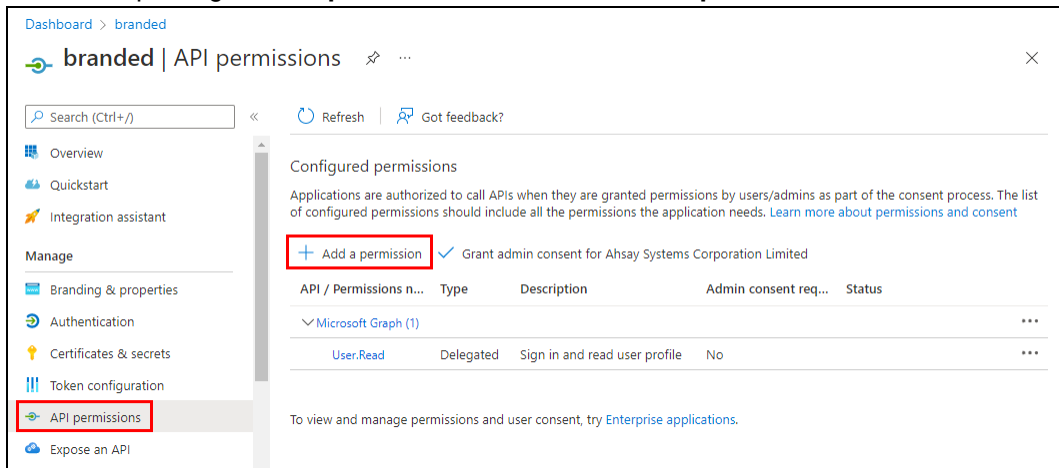 Dashboard > branded
branded | API permissions ...
Search (Ctrl+/)
«
Refresh
Got feedback?
Overview
Quickstart
Integration assistant
Manage
Branding & properties
Authentication
Certificates & secrets
Token configuration
API permissions
Expose an API
Configured permissions
Applications are authorized to call APIs when they are granted permissions by users/admins as part of the consent process. The list
of configured permissions should include all the permissions the application needs. Learn more about permissions and consent
+ Add a permission
Grant admin consent for Ahsay Systems Corporation Limited
API / Permissions n... Type Description Admin consent req... Status
Microsoft Graph (1) ...
User.Read Delegated Sign in and read user profile No ...
To view and manage permissions and user consent, try Enterprise applications.